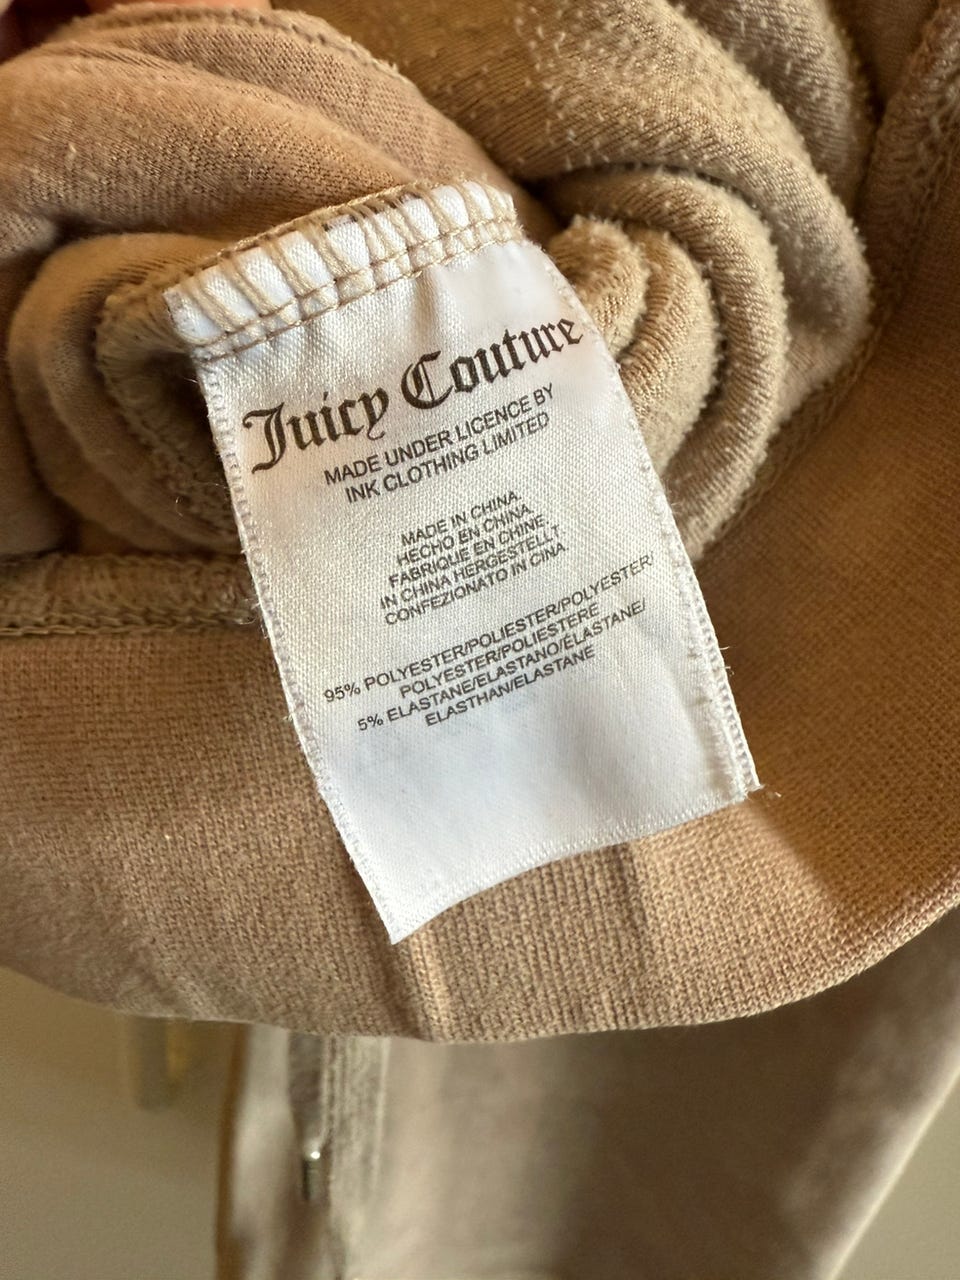 Juicy Couture
MADE UNDER LICENCE BY
INK CLOTHING LIMITED
MADE IN CHINA.
HECHO EN CHINA.
FABRIQUE EN CHINE.
IN CHINA HERGESTELLT
CONFEZIONATO IN CINA.
95% POLYESTER/POLIESTER/POLYESTER/
POLYESTER/POLIESTERE
5% ELASTANE/ELASTANO/ELASTANE/
ELASTHAN/ELASTANE